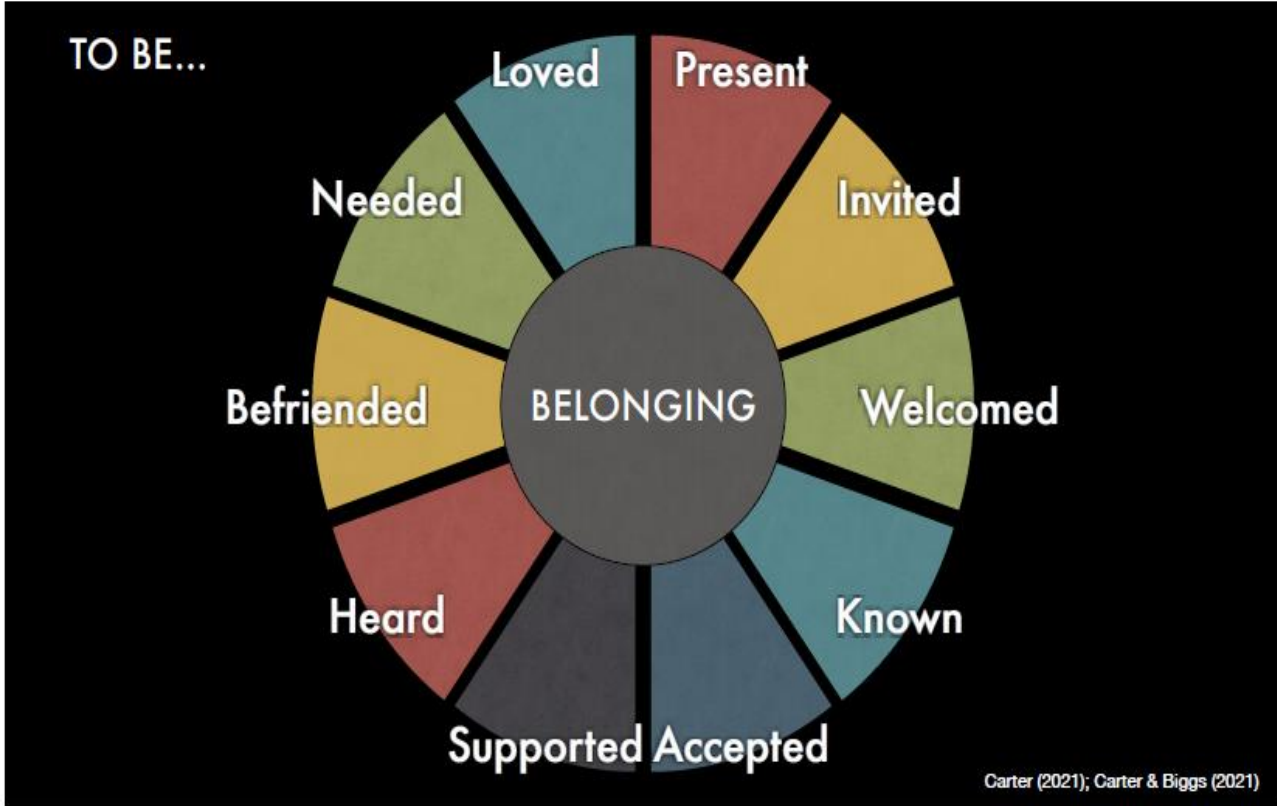 TO BE...
Loved
Present
Needed
Invited
Befriended
BELONGING
Welcomed
Heard
Known
Supported
Accepted
Carter (2021); Carter & Biggs (2021)